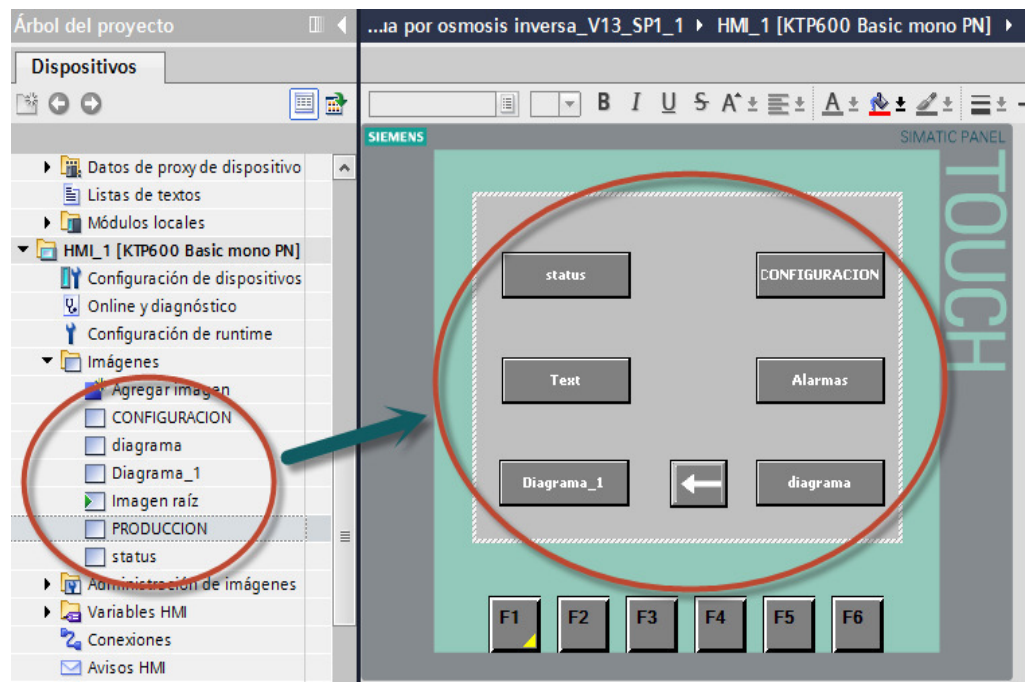 Árbol del proyecto
...ıa por osmosis inversa_V13_SP1_1 ▸ HMI_1 [KTP600 Basic mono PN] ▸
Dispositivos
B I U S A A
SIEMENS
SIMATIC PANEL
TOUCH
Datos de proxy de dispositivo
Listas de textos
Módulos locales
HMI_1 [KTP600 Basic mono PN]
Configuración de dispositivos
Online y diagnóstico
Configuración de runtime
Imágenes
Agregar imagen
CONFIGURACION
diagrama
Diagrama_1
Imagen raíz
PRODUCCION
status
Administración de imágenes
Variables HMI
Conexiones
Avisos HMI
status
CONFIGURACION
Text
Alarmas
Diagrama_1
diagrama
F1 F2 F3 F4 F5 F6